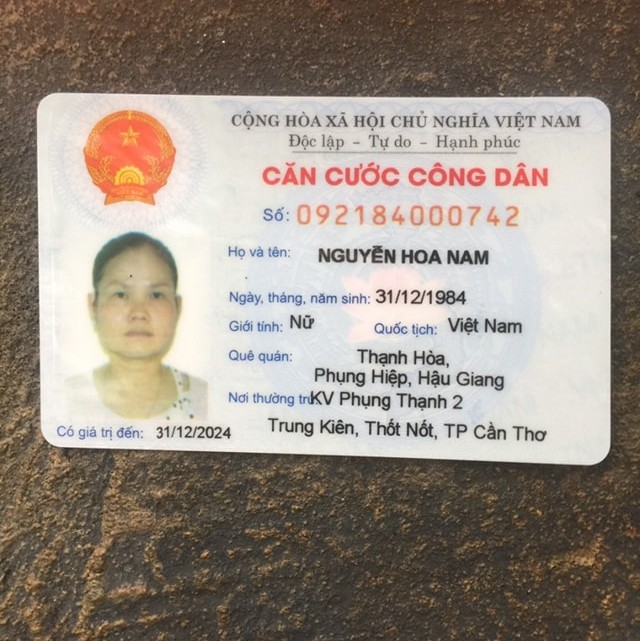 CỘNG HÒA XÃ HỘI CHỦ NGHĨA VIỆT NAM
Độc lập - Tự do - Hạnh phúc
CĂN CƯỚC CÔNG DÂN
Số: 092184000742
Họ và tên: NGUYỄN HOA NAM
Ngày, tháng, năm sinh: 31/12/1984
Giới tính: Nữ Quốc tịch: Việt Nam
Quê quán: Thạnh Hòa,
Phụng Hiệp, Hậu Giang
Nơi thường trú: KV Phụng Thạnh 2
Trung Kiên, Thốt Nốt, TP Cần Thơ
Có giá trị đến: 31/12/2024